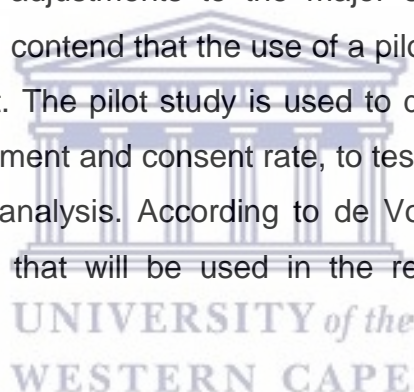 adjustments to the major
contend that the use of a pilo
. The pilot study is used to
ment and consent rate, to tes
analysis. According to de Vo
that will be used in the re
UNIVERSITY of the
WESTERN CAPE